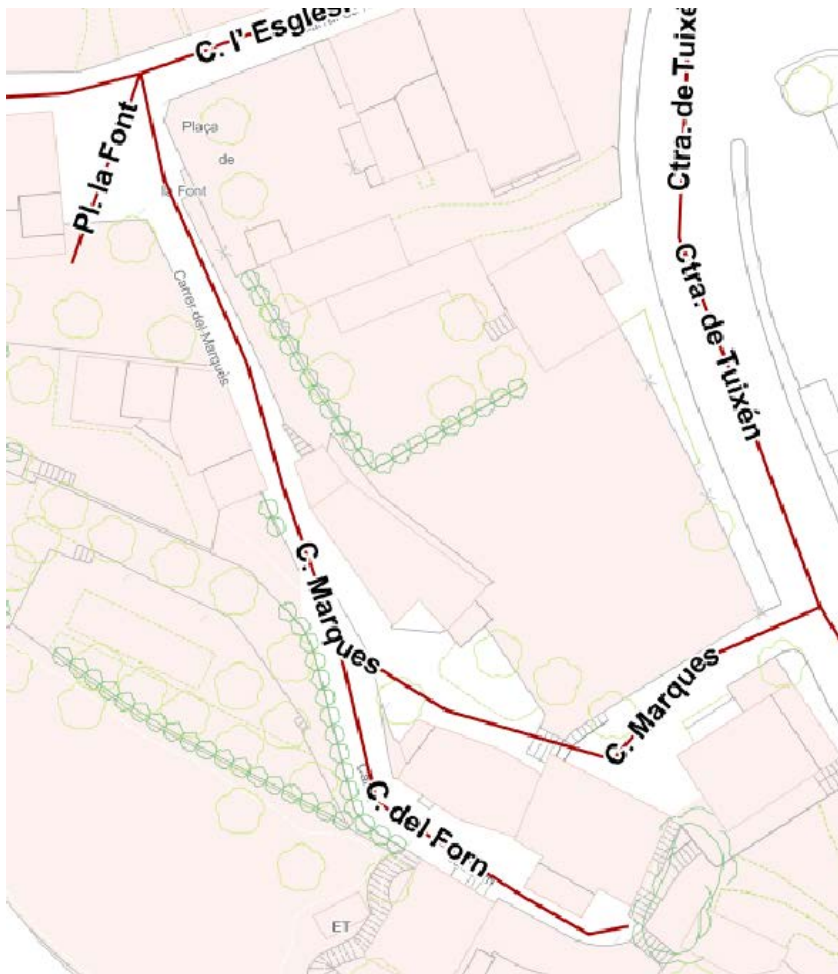 C. l' Esglési
Ctra.-de-Tuixé
Plaça
de
la Font
Pl.-la Font
Ctra. de-Tuixén
Carrer del Marquès
C. Marques
C. Marques
C. del Forn
ET